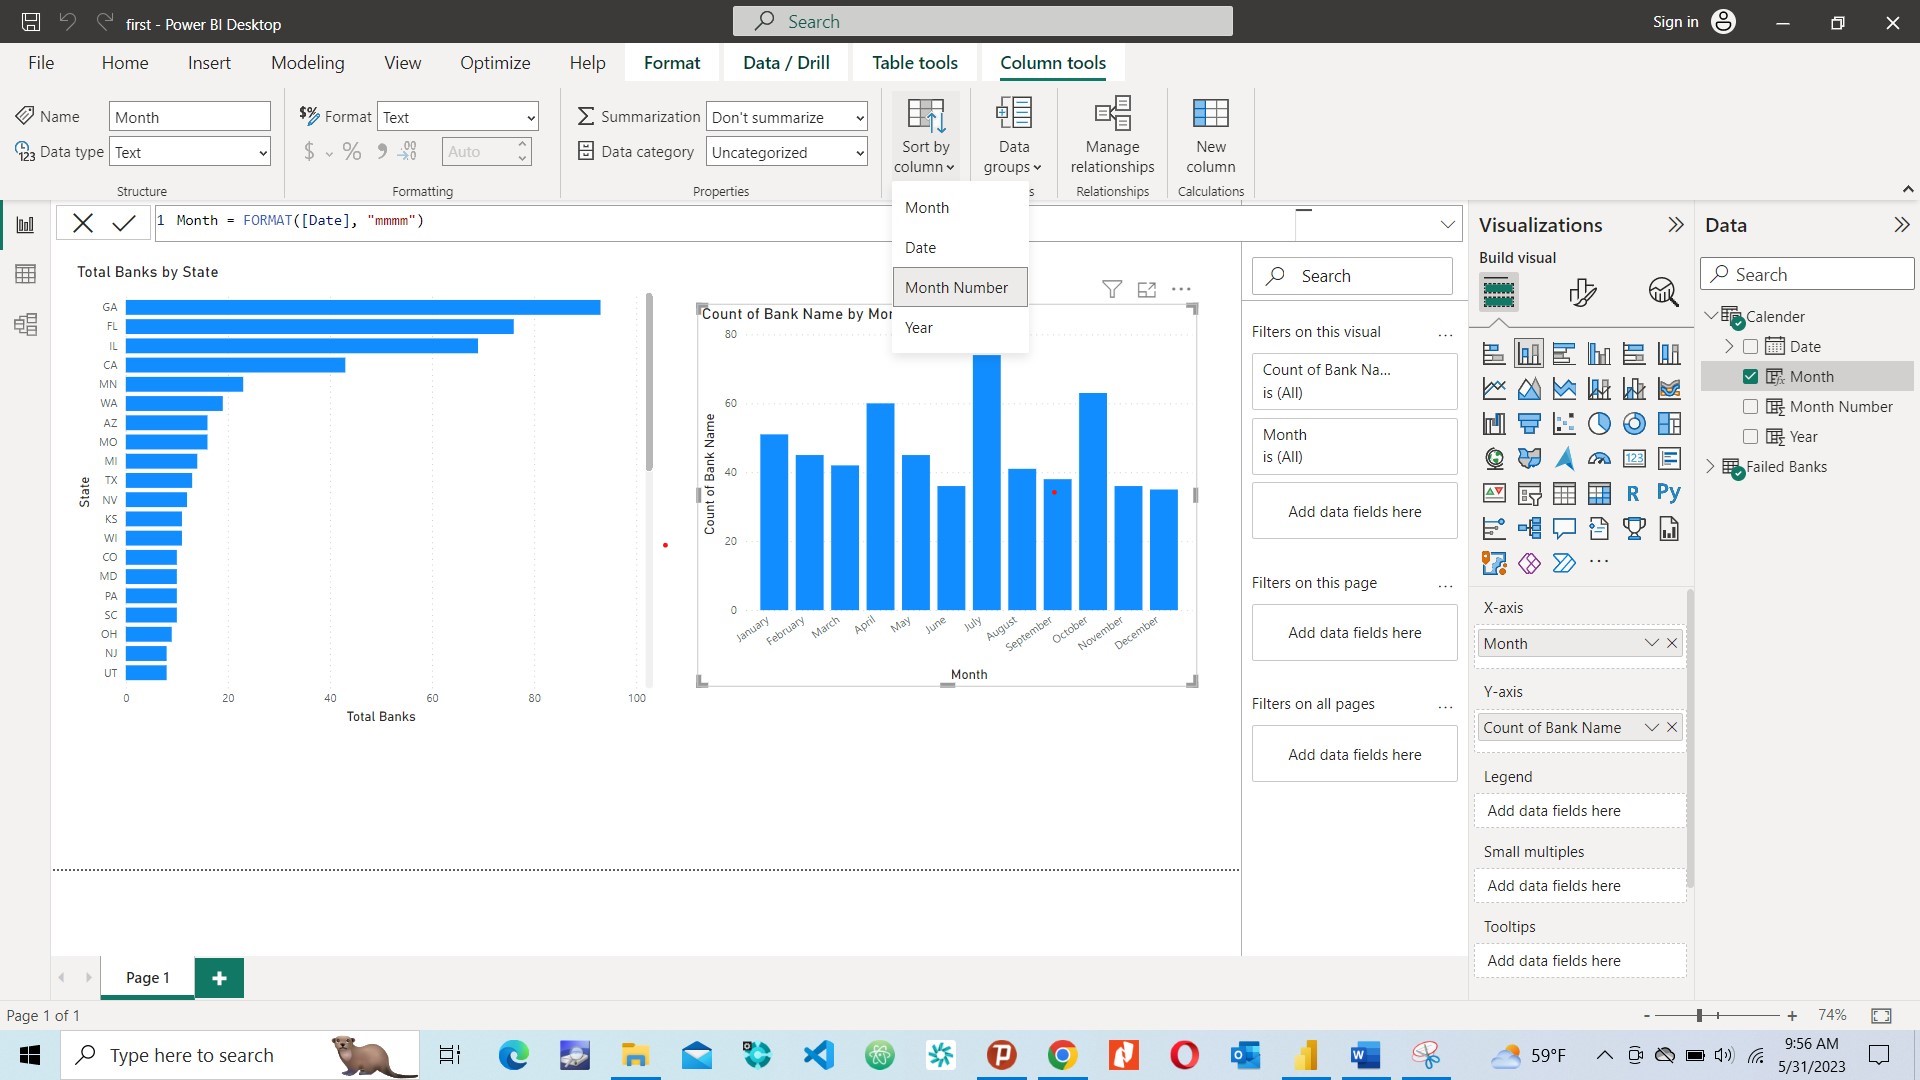 first - Power BI Desktop
Search
Sign in
File
Home
Insert
Modeling
View
Optimize
Help
Format
Data / Drill
Table tools
Column tools
Name
Month
Data type
Text
Structure
Format
Text
Auto
Formatting
Summarization
Don't summarize
Data category
Uncategorized
Properties
Sort by
column
Data
groups
s
Manage
relationships
Relationships
New
column
Calculations
Month
Date
Month Number
Year
1 Month = FORMAT([Date], "mmmm")
Total Banks by State
State
GA
FL
IL
CA
MN
WA
AZ
MO
MI
TX
NV
KS
WI
CO
MD
PA
SC
OH
NJ
UT
0 20 40 60 80 100
Total Banks
Count of Bank Name by Mon
Count of Bank Name
80
60
40
20
0
January February March April May June July August September October November December
Month
Search
Filters on this visual
Count of Bank Na...
is (All)
Month
is (All)
Add data fields here
Filters on this page
Add data fields here
Filters on all pages
Add data fields here
Visualizations
Build visual
R
Py
123
X-axis
Month
Y-axis
Count of Bank Name
Legend
Add data fields here
Small multiples
Add data fields here
Tooltips
Add data fields here
Data
Search
Calender
Date
Month
Month Number
Year
Failed Banks
Page 1
Page 1 of 1
- + 74%
Type here to search
59°F
9:56 AM
5/31/2023